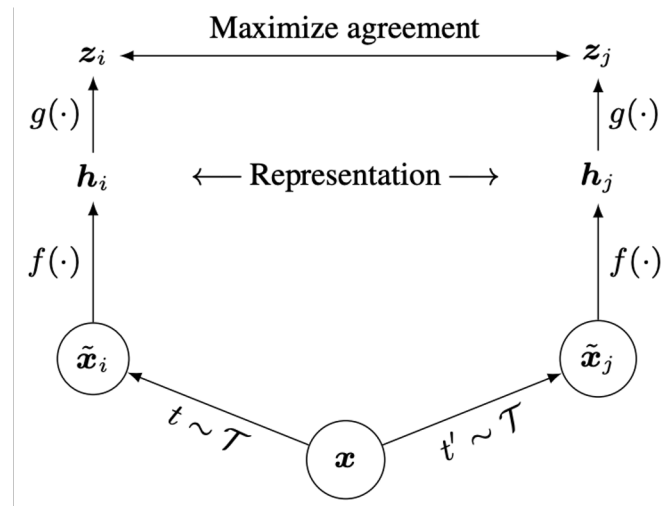 Maximize agreement
z_i z_j
g(·) g(·)
h_i ← Representation → h_j
f(·) f(·)
x̃_i x̃_j
t ~ 𝒯 t' ~ 𝒯
x